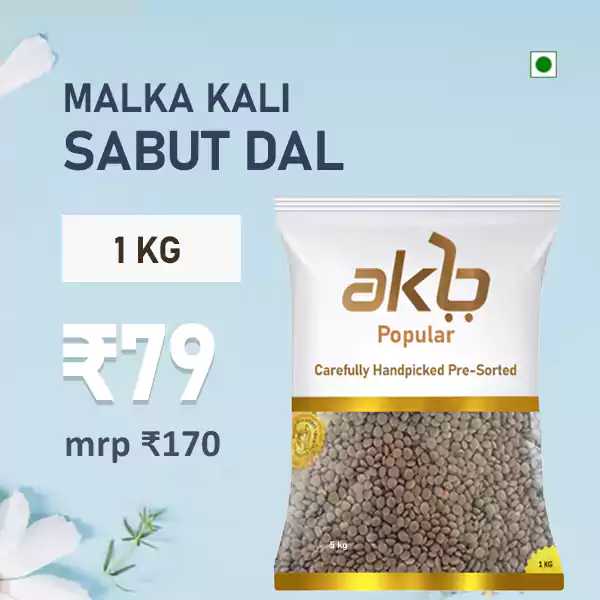 MALKA KALI
SABUT DAL
1 KG
₹79
mrp ₹170
akb
Popular
Carefully Handpicked Pre-Sorted
5 kg
1 KG